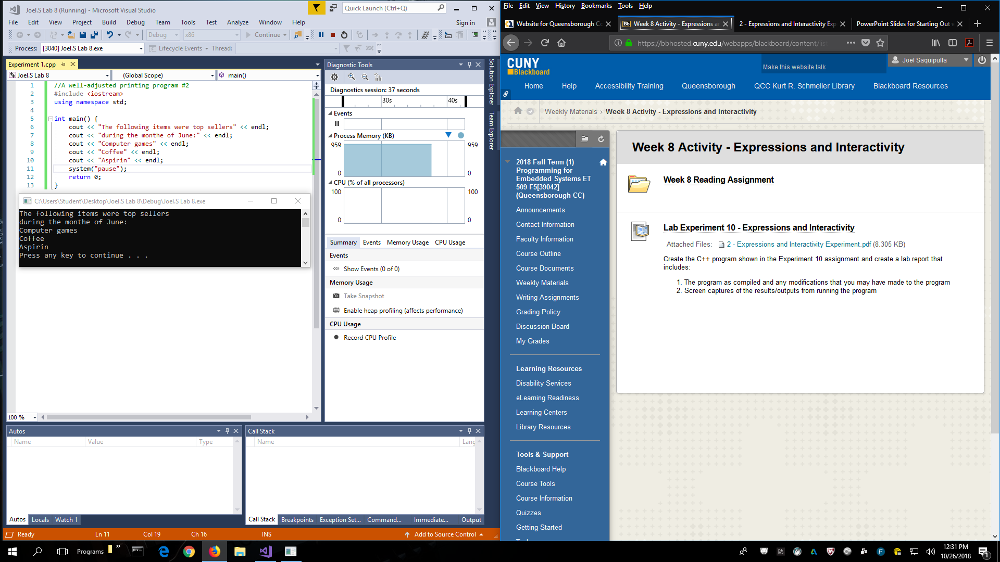 Joel.S Lab 8 (Running) - Microsoft Visual Studio
Quick Launch (Ctrl+Q)
File Edit View Project Build Debug Team Tools Test Analyze Window Help
Sign in
Debug x86 Continue
Process: [3040] Joel.S Lab 8.exe Lifecycle Events Thread:
Experiment 1.cpp
Joel.S Lab 8 (Global Scope) main()
1 //A well-adjusted printing program #2
2 #include <iostream>
3 using namespace std;
4
5 int main() {
6 cout << "The following items were top sellers" << endl;
7 cout << "during the monthe of June:" << endl;
8 cout << "Computer games" << endl;
9 cout << "Coffee" << endl;
10 cout << "Aspirin" << endl;
11 system("pause");
12 return 0;
13 }
C:\Users\Student\Desktop\Joel.S Lab 8\Debug\Joel.S Lab 8.exe
The following items were top sellers
during the monthe of June:
Computer games
Coffee
Aspirin
Press any key to continue . . .
100 %
Diagnostic Tools
Diagnostics session: 37 seconds
30s 40s
Events
Process Memory (KB)
959 959
0 0
CPU (% of all processors)
100 100
0 0
Summary Events Memory Usage CPU Usage
Events
Show Events (0 of 0)
Memory Usage
Take Snapshot
Enable heap profiling (affects performance)
CPU Usage
Record CPU Profile
Solution Explorer
Team Explorer
Autos
Name Value Type
Autos Locals Watch 1
Call Stack
Name Lang
Call Stack Breakpoints Exception Set... Command... Immediate... Output
Ready Ln 11 Col 19 Ch 16 INS Add to Source Control
File Edit View History Bookmarks Tools Help
Website for Queensborough C
Bb Week 8 Activity - Expressions a
2 - Expressions and Interactivity Exp
PowerPoint Slides for Starting Out
https://bbhosted.cuny.edu/webapps/blackboard/content/lis
CUNY
Blackboard
Make this website talk
Joel Saquipulla
Home Help Accessibility Training Queensborough QCC Kurt R. Schmeller Library Blackboard Resources
Weekly Materials › Week 8 Activity - Expressions and Interactivity
2018 Fall Term (1)
Programming for
Embedded Systems ET
509 F5[39042]
(Queensborough CC)
Announcements
Contact Information
Faculty Information
Course Outline
Course Documents
Weekly Materials
Writing Assignments
Grading Policy
Discussion Board
My Grades
Learning Resources
Disability Services
eLearning Readiness
Learning Centers
Library Resources
Tools & Support
Blackboard Help
Course Tools
Course Information
Quizzes
Getting Started
Week 8 Activity - Expressions and Interactivity
Week 8 Reading Assignment
Lab Experiment 10 - Expressions and Interactivity
Attached Files: 2 - Expressions and Interactivity Experiment.pdf (8.305 KB)
Create the C++ program shown in the Experiment 10 assignment and create a lab report that
includes:
1. The program as compiled and any modifications that you may have made to the program
2. Screen captures of the results/outputs from running the program
Programs »
12:31 PM
10/26/2018
1